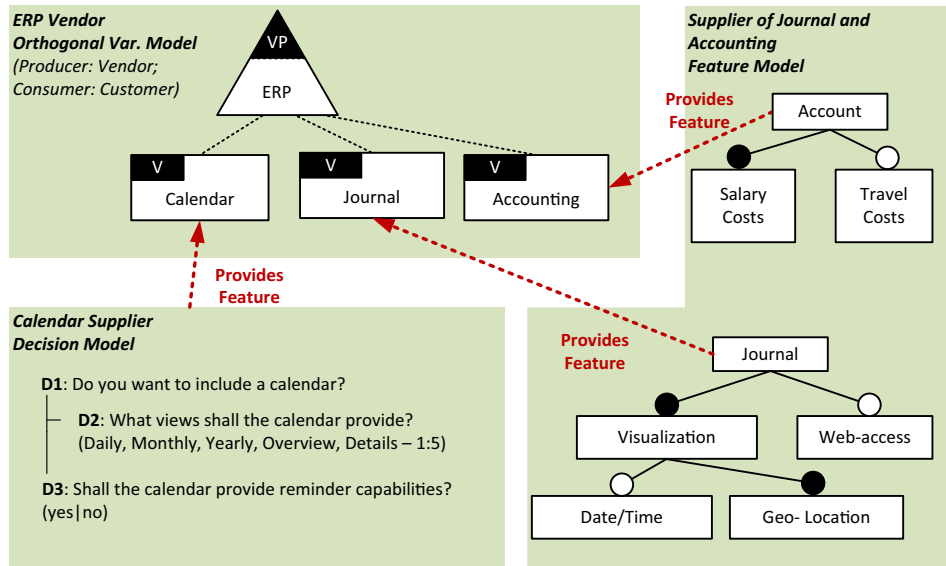 ERP Vendor
Orthogonal Var. Model
(Producer: Vendor;
Consumer: Customer)
VP
ERP
V
Calendar
V
Journal
V
Accounting
Supplier of Journal and
Accounting
Feature Model
Provides
Feature
Account
Salary
Costs
Travel
Costs
Provides
Feature
Calendar Supplier
Decision Model
D1: Do you want to include a calendar?
D2: What views shall the calendar provide?
(Daily, Monthly, Yearly, Overview, Details – 1:5)
D3: Shall the calendar provide reminder capabilities?
(yes|no)
Provides
Feature
Journal
Visualization
Web-access
Date/Time
Geo- Location